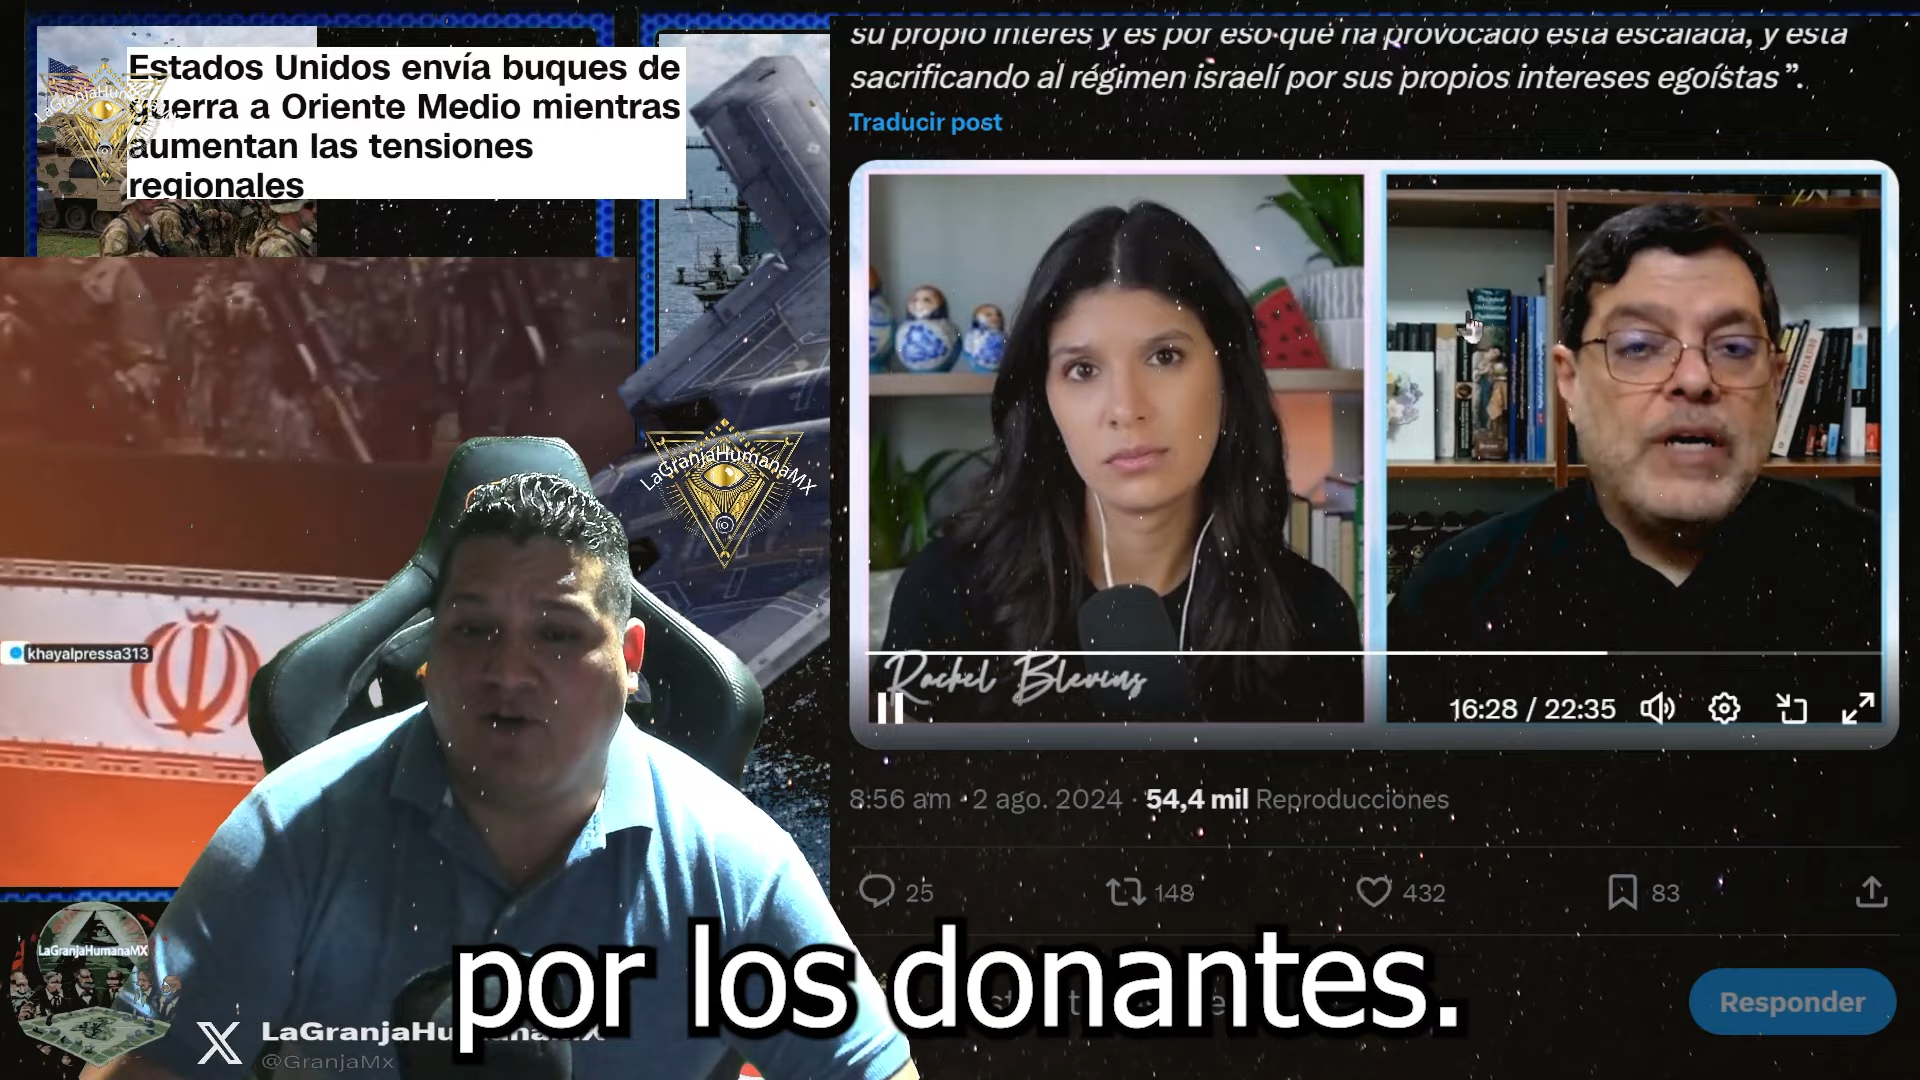 Estados Unidos envía buques de
guerra a Oriente Medio mientras
aumentan las tensiones
regionales
su propio interés y es por eso que ha provocado esta escalada, y está
sacrificando al régimen israelí por sus propios intereses egoístas”.
Traducir post
LaGranjaHumanaMX
khayalpressa313
Rachel Blevins
16:28 / 22:35
8:56 am · 2 ago. 2024 · 54,4 mil Reproducciones
25
148
432
83
LaGranjaHumanaMX
por los donantes.
Responder
LaGranjaHumanaMX
@GranjaMx